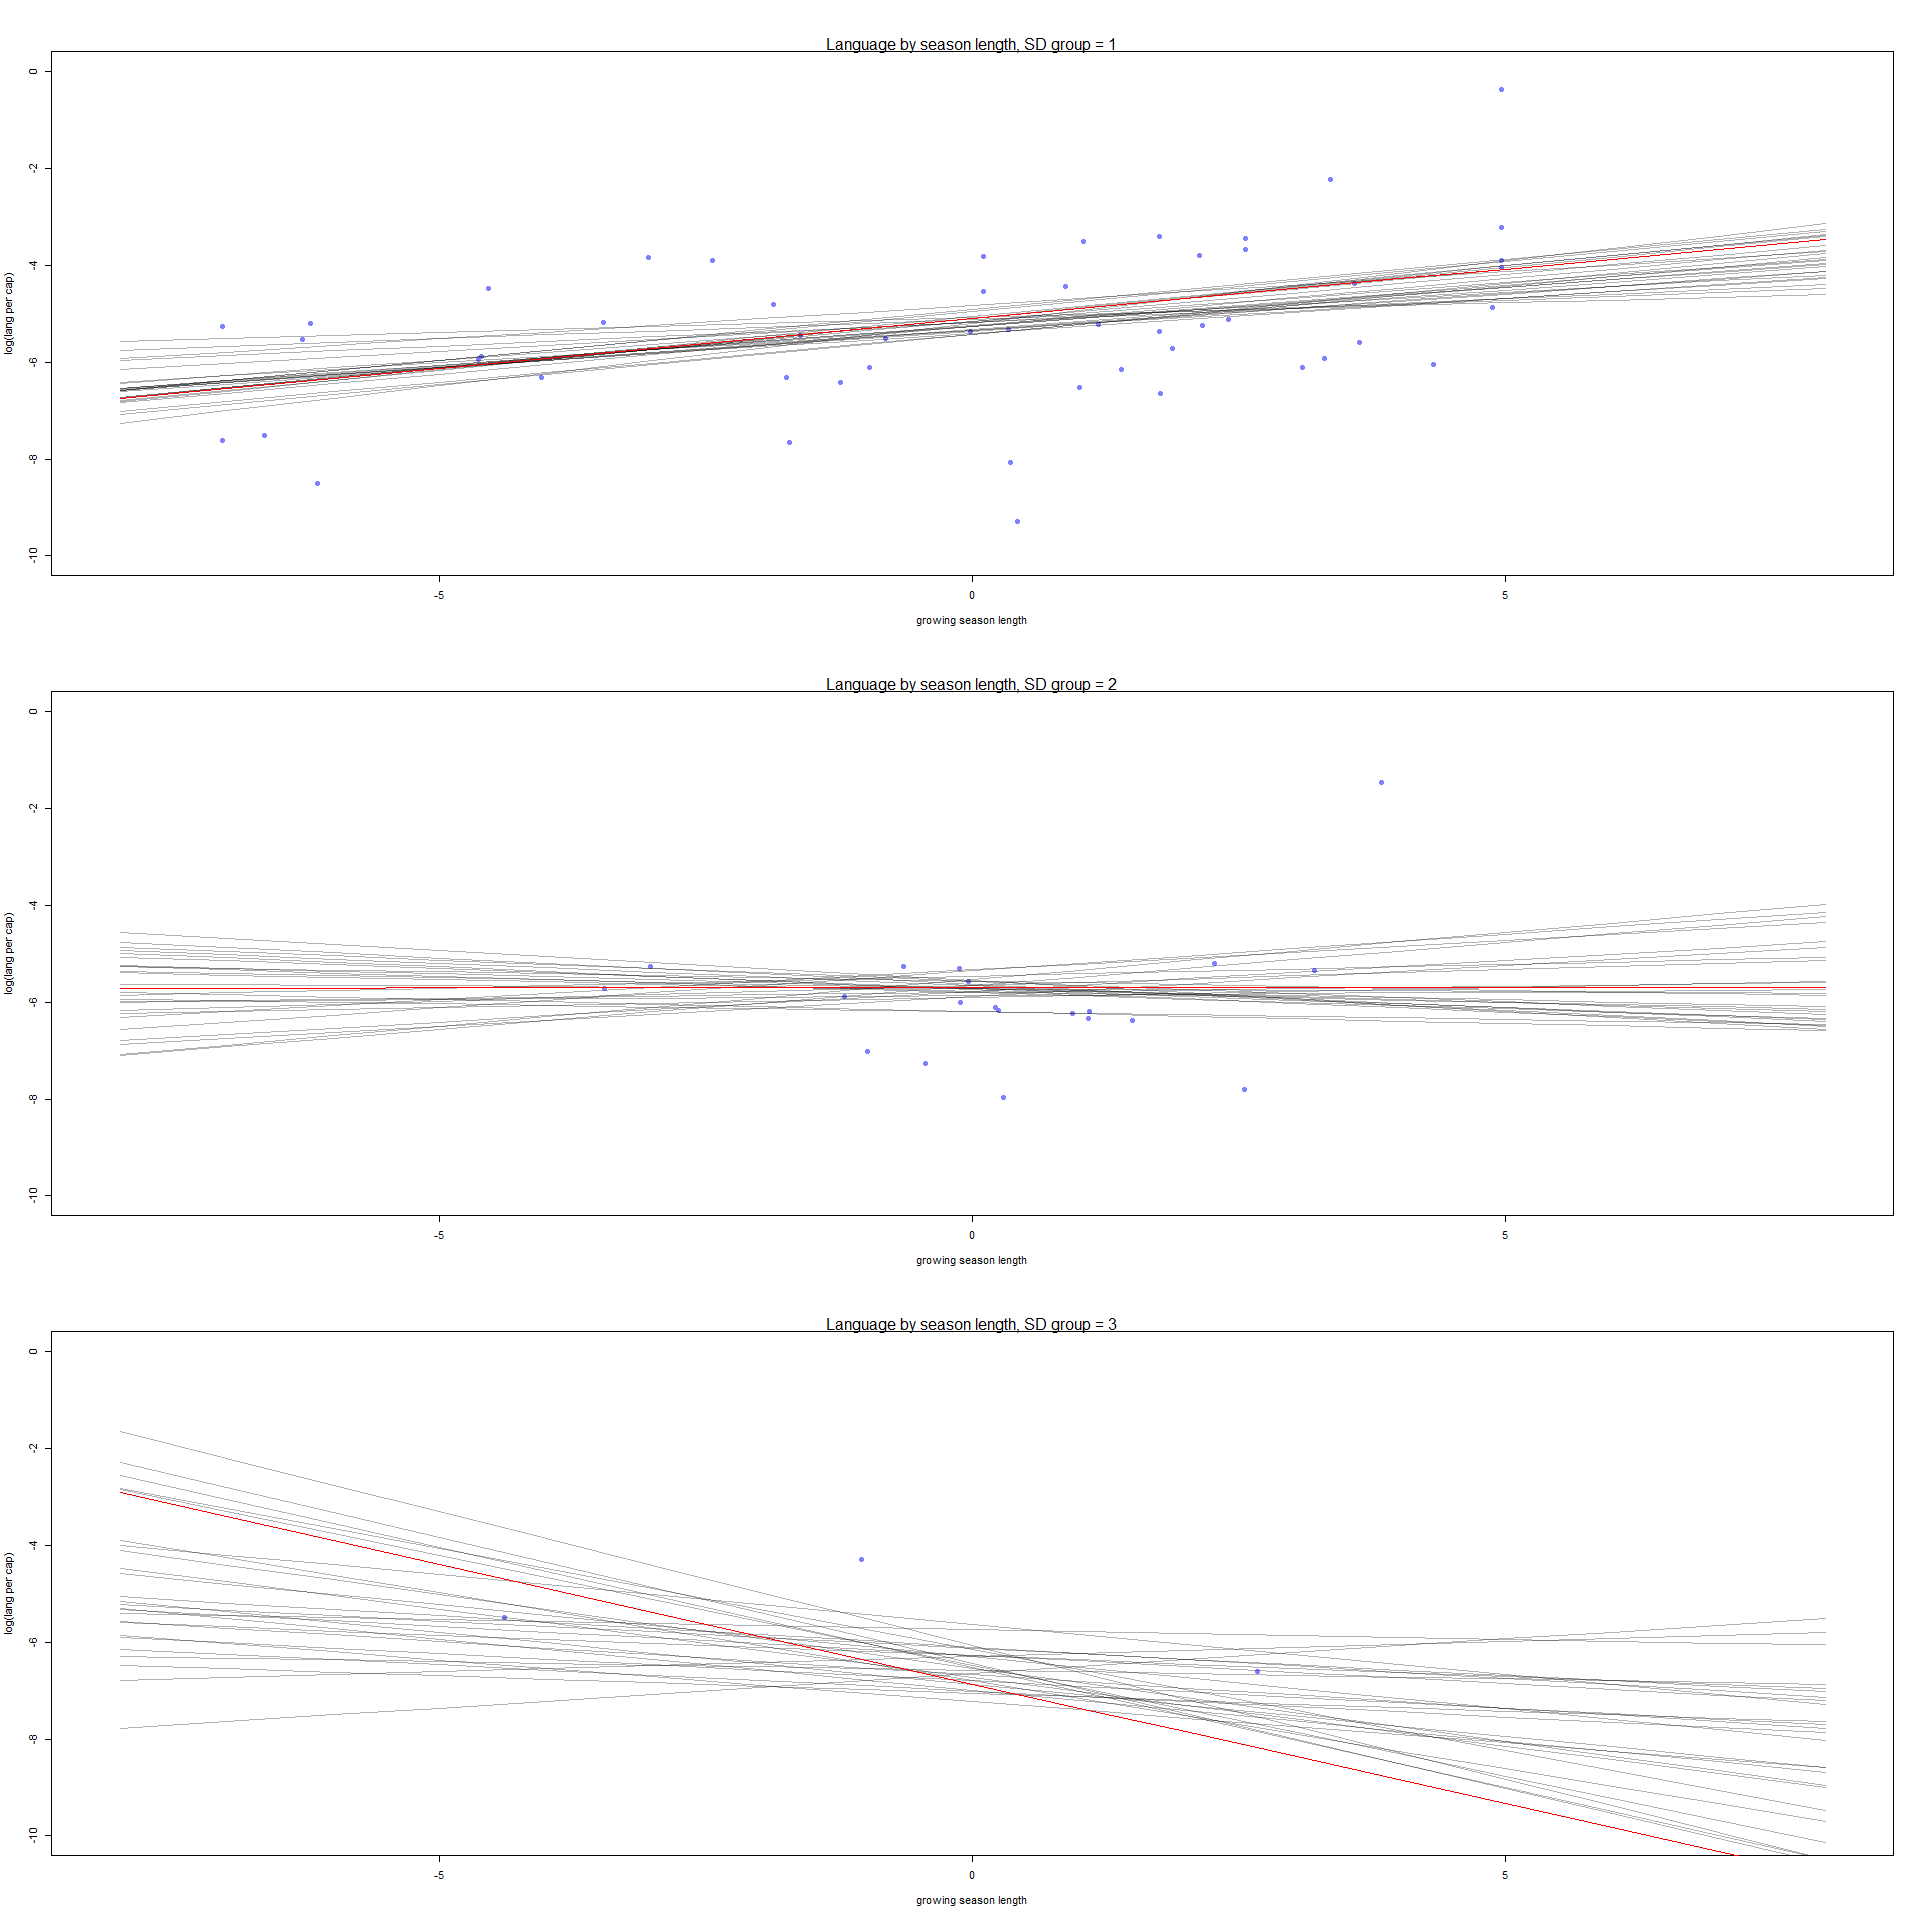 Language by season length, SD group = 1
0
-2
-4
-6
-8
-10
log(lang per cap)
-5 0 5
growing season length
Language by season length, SD group = 2
0
-2
-4
-6
-8
-10
log(lang per cap)
-5 0 5
growing season length
Language by season length, SD group = 3
0
-2
-4
-6
-8
-10
log(lang per cap)
-5 0 5
growing season length